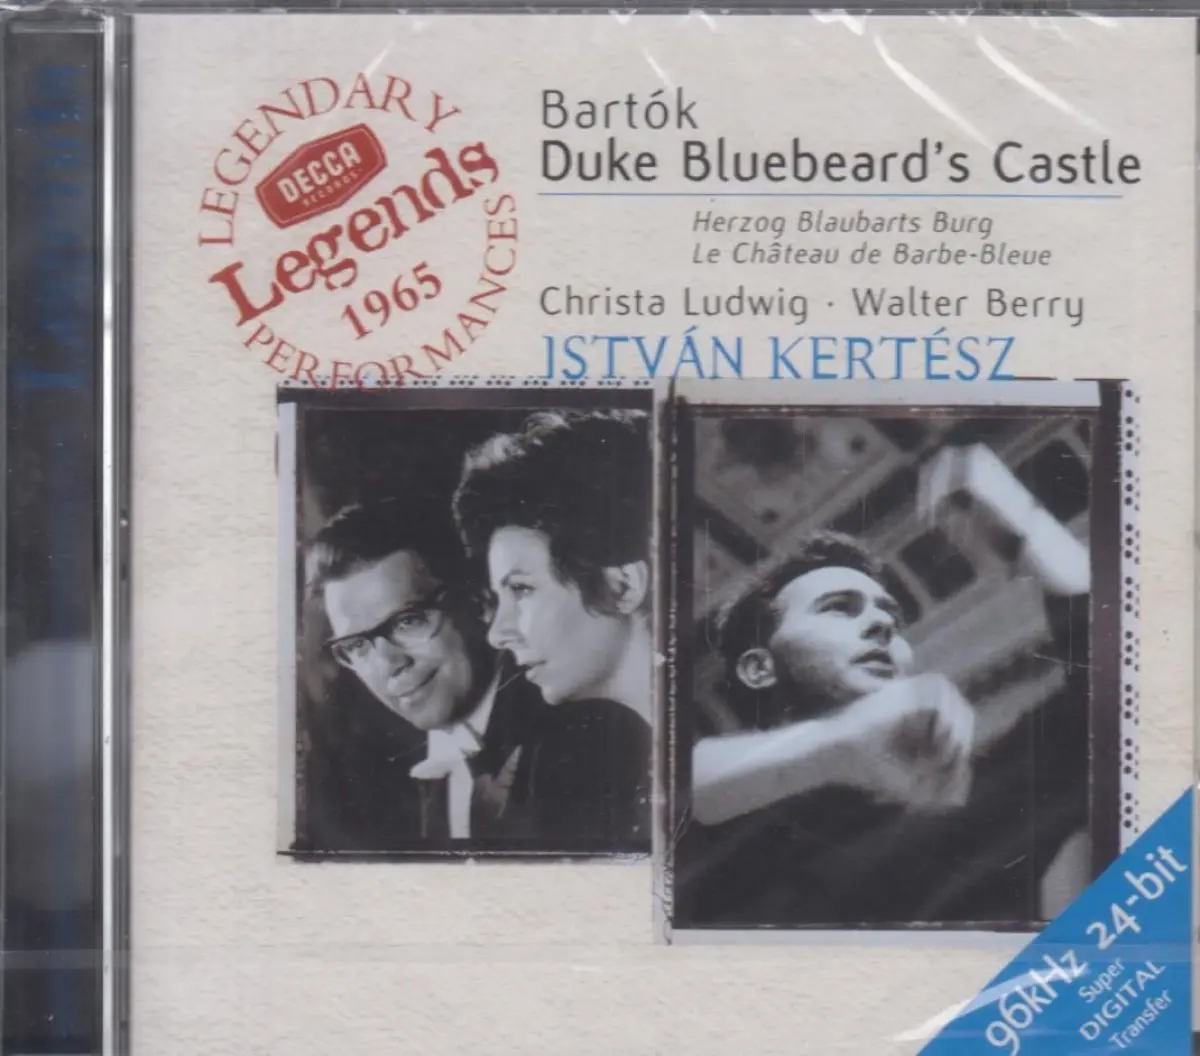 LEGENDARY
DECCA
RECORDS
Legends
1965
PERFORMANCES
Bartók
Duke Bluebeard's Castle
Herzog Blaubarts Burg
Le Château de Barbe-Bleue
Christa Ludwig · Walter Berry
ISTVÁN KERTÉSZ
96kHz 24-bit
Super
DIGITAL
Transfer